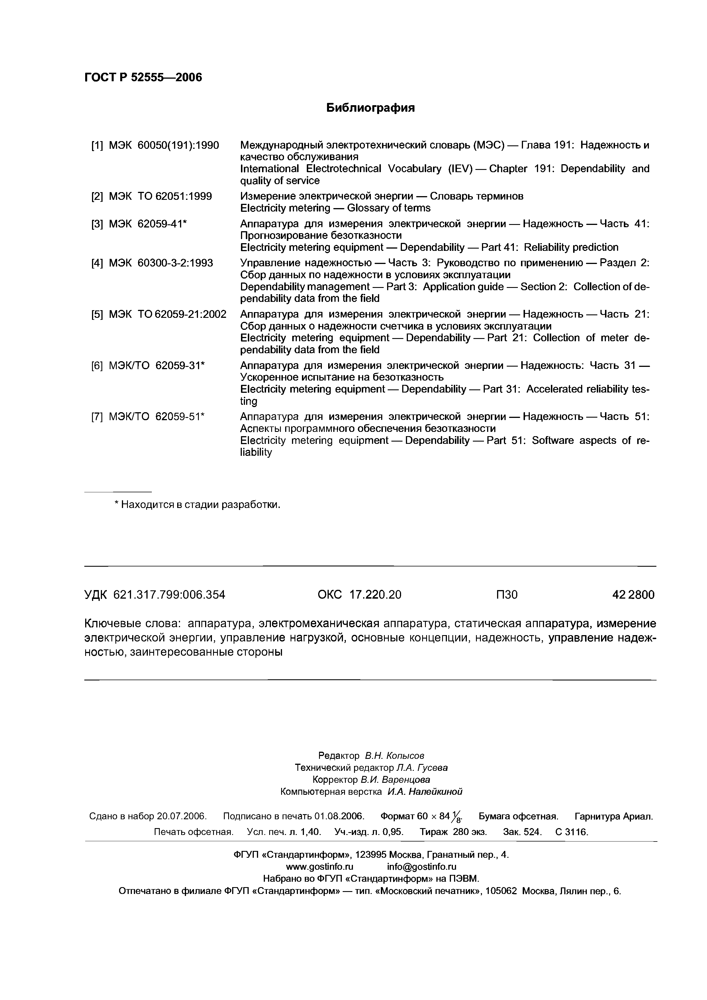 ГОСТ Р 52555—2006
Библиография
[1] МЭК 60050(191):1990 Международный электротехнический словарь (МЭС) — Глава 191: Надежность и
качество обслуживания
International Electrotechnical Vocabulary (IEV) — Chapter 191: Dependability and
quality of service
[2] МЭК ТО 62051:1999 Измерение электрической энергии — Словарь терминов
Electricity metering — Glossary of terms
[3] МЭК 62059-41* Аппаратура для измерения электрической энергии — Надежность — Часть 41:
Прогнозирование безотказности
Electricity metering equipment — Dependability — Part 41: Reliability prediction
[4] МЭК 60300-3-2:1993 Управление надежностью — Часть 3: Руководство по применению — Раздел 2:
Сбор данных по надежности в условиях эксплуатации
Dependability management — Part 3: Application guide — Section 2: Collection of de-
pendability data from the field
[5] МЭК ТО 62059-21:2002 Аппаратура для измерения электрической энергии — Надежность — Часть 21:
Сбор данных о надежности счетчика в условиях эксплуатации
Electricity metering equipment — Dependability — Part 21: Collection of meter de-
pendability data from the field
[6] МЭК/ТО 62059-31* Аппаратура для измерения электрической энергии — Надежность: Часть 31 —
Ускоренное испытание на безотказность
Electricity metering equipment — Dependability — Part 31: Accelerated reliability tes-
ting
[7] МЭК/ТО 62059-51* Аппаратура для измерения электрической энергии — Надежность — Часть 51:
Аспекты программного обеспечения безотказности
Electricity metering equipment — Dependability — Part 51: Software aspects of re-
liability
* Находится в стадии разработки.
УДК 621.317.799:006.354 ОКС 17.220.20 П30 42 2800
Ключевые слова: аппаратура, электромеханическая аппаратура, статическая аппаратура, измерение
электрической энергии, управление нагрузкой, основные концепции, надежность, управление надеж-
ностью, заинтересованные стороны
Редактор В.Н. Копысов
Технический редактор Л.А. Гусева
Корректор В.И. Варенцова
Компьютерная верстка И.А. Налейкиной
Сдано в набор 20.07.2006. Подписано в печать 01.08.2006. Формат 60 × 84 1/8. Бумага офсетная. Гарнитура Ариал.
Печать офсетная. Усл. печ. л. 1,40. Уч.-изд. л. 0,95. Тираж 280 экз. Зак. 524. С 3116.
ФГУП «Стандартинформ», 123995 Москва, Гранатный пер., 4.
www.gostinfo.ru info@gostinfo.ru
Набрано во ФГУП «Стандартинформ» на ПЭВМ.
Отпечатано в филиале ФГУП «Стандартинформ» — тип. «Московский печатник», 105062 Москва, Лялин пер., 6.